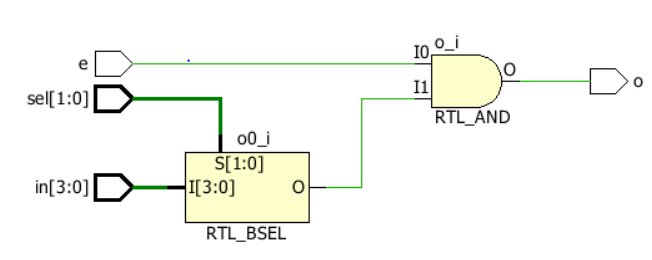 e
I0
o_i
O
o
I1
RTL_AND
sel[1:0]
o0_i
S[1:0]
in[3:0]
I[3:0]
O
RTL_BSEL